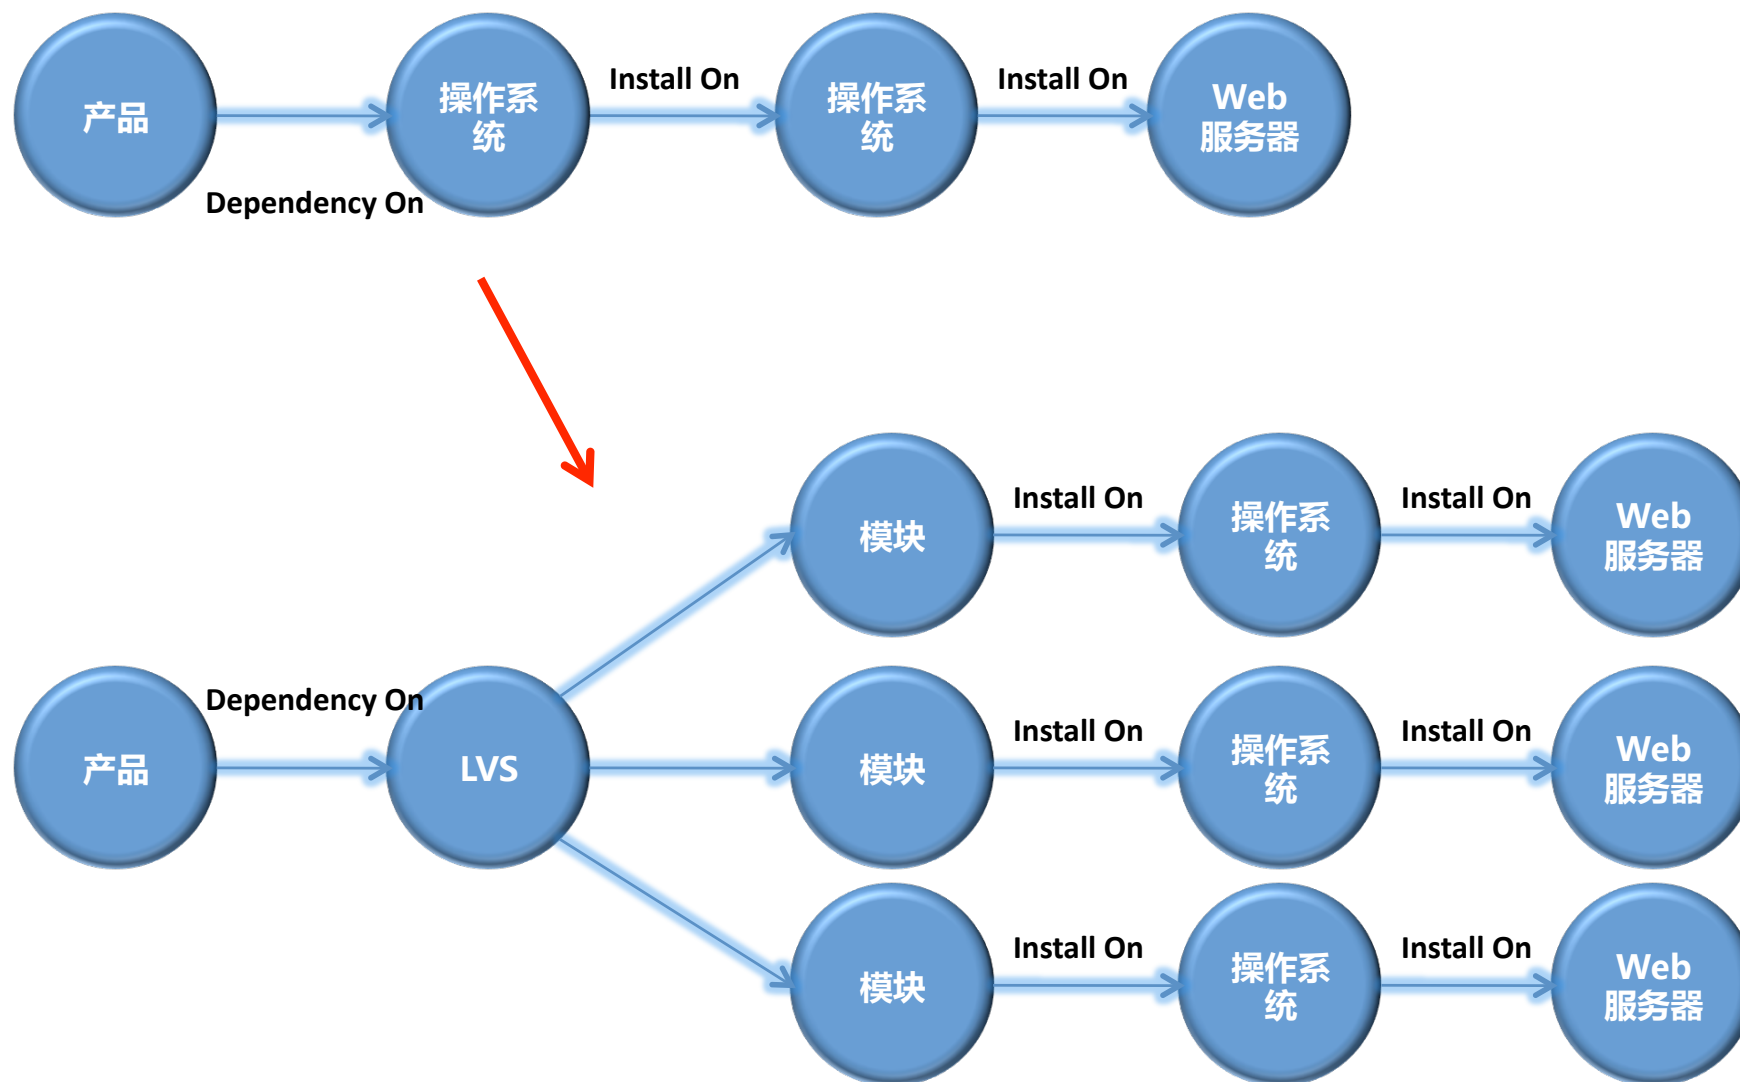 产品
Dependency On
操作系
统
Install On
操作系
统
Install On
Web
服务器
产品
Dependency On
LVS
模块
Install On
操作系
统
Install On
Web
服务器
模块
Install On
操作系
统
Install On
Web
服务器
模块
Install On
操作系
统
Install On
Web
服务器